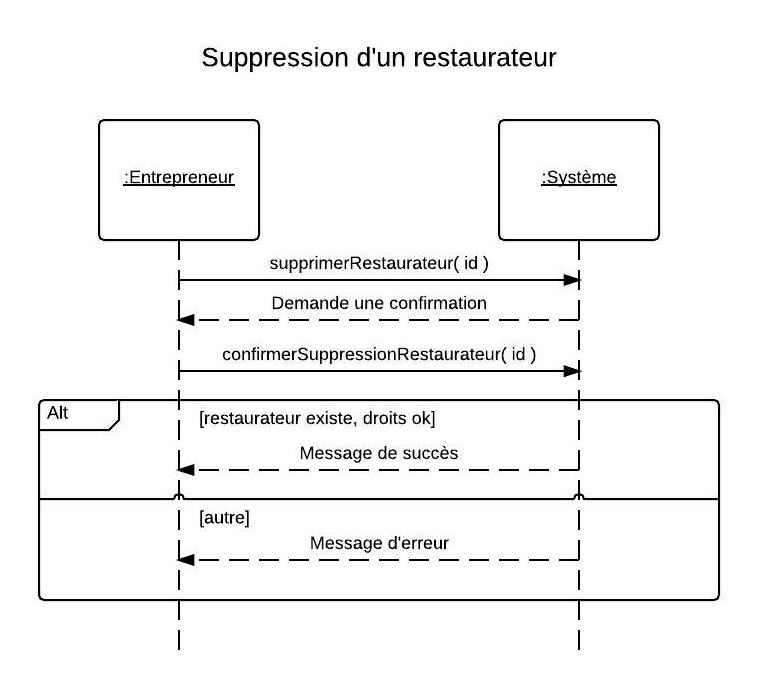 Suppression d'un restaurateur
:Entrepreneur
:Système
supprimerRestaurateur( id )
Demande une confirmation
confirmerSuppressionRestaurateur( id )
Alt
[restaurateur existe, droits ok]
Message de succès
[autre]
Message d'erreur